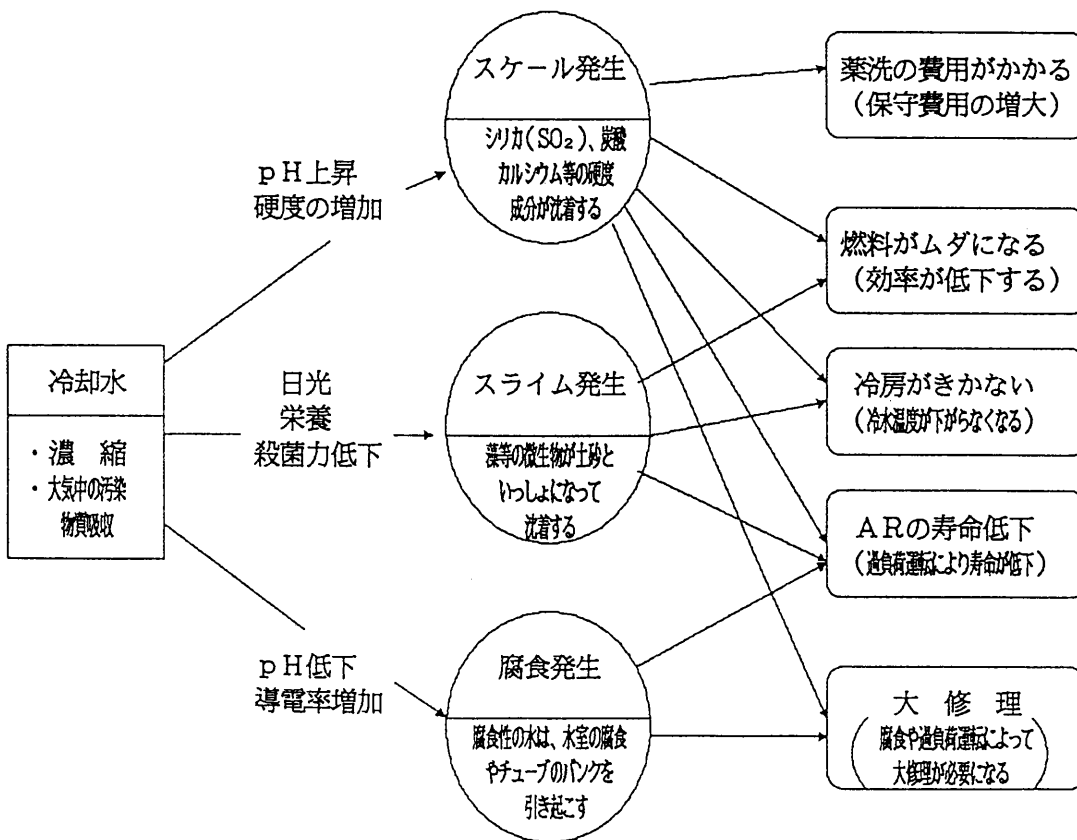 冷却水
・濃 縮
・大気中の汚染
物質吸収
pH上昇
硬度の増加
日光
栄養
殺菌力低下
pH低下
導電率増加
スケール発生
シリカ(SO₂)、炭酸
カルシウム等の硬度
成分が沈着する
スライム発生
藻等の微生物が土砂と
いっしょになって
沈着する
腐食発生
腐食性の水は、水室の腐食
やチューブのパンクを
引き起こす
薬洗の費用がかかる
(保守費用の増大)
燃料がムダになる
(効率が低下する)
冷房がきかない
(冷水温度が下がらなくなる)
ARの寿命低下
(過負荷運転により寿命が低下)
大 修 理
(腐食や過負荷運転によって
大修理が必要になる)